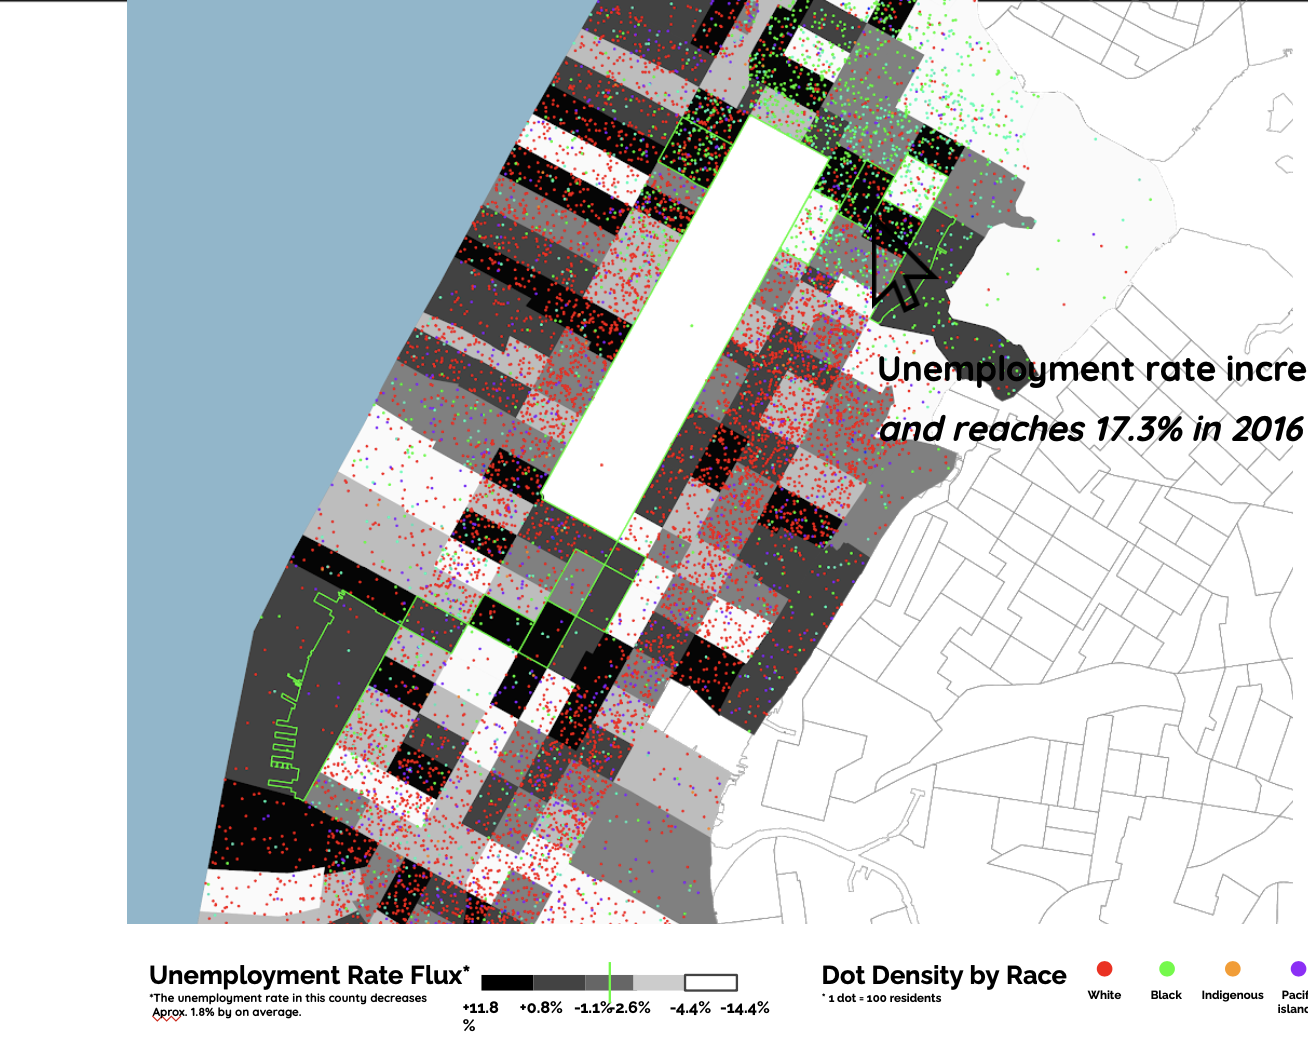 Unemployment rate incre
and reaches 17.3% in 2016
Unemployment Rate Flux*
*The unemployment rate in this county decreases
Aprox. 1.8% by on average.
+11.8
%
+0.8%
-1.1%
-2.6%
-4.4%
-14.4%
Dot Density by Race
* 1 dot = 100 residents
White
Black
Indigenous
Pacif
islan